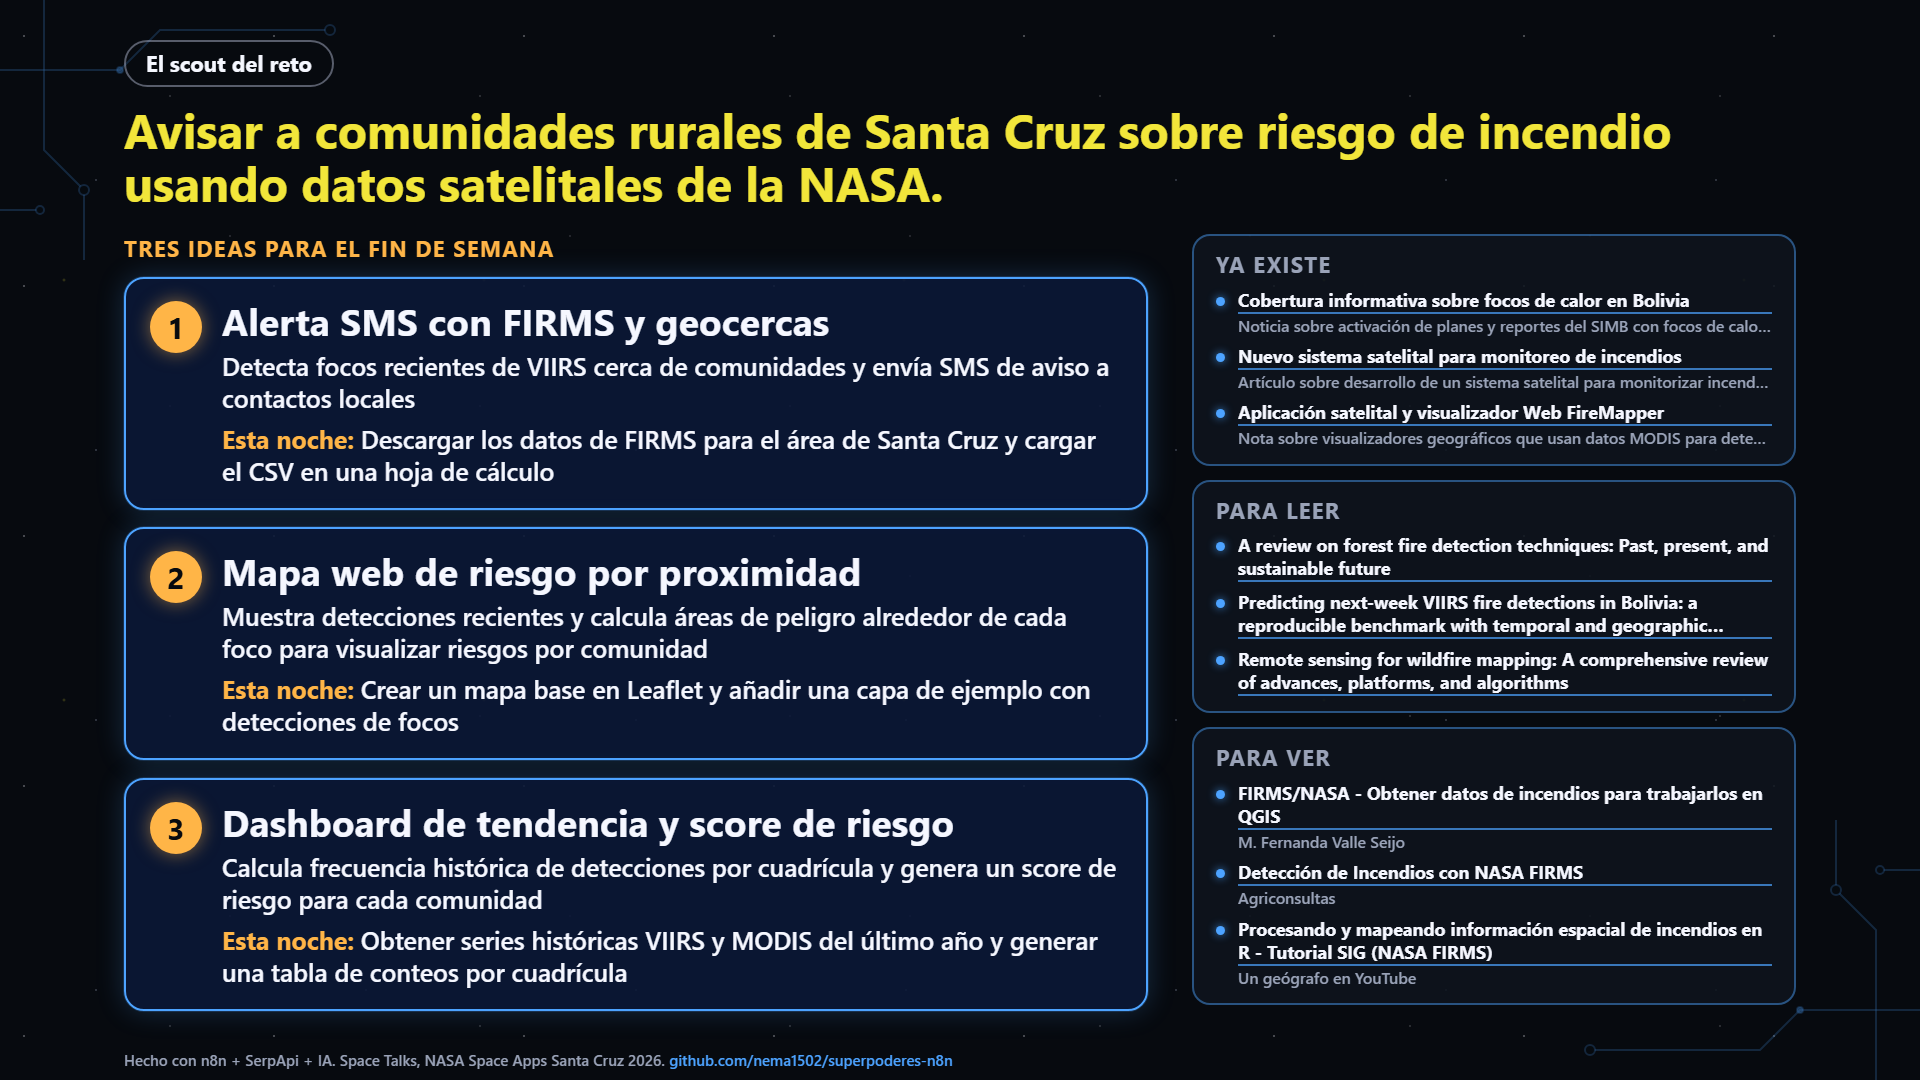 El scout del reto
Avisar a comunidades rurales de Santa Cruz sobre riesgo de incendio
usando datos satelitales de la NASA.
TRES IDEAS PARA EL FIN DE SEMANA
1
Alerta SMS con FIRMS y geocercas
Detecta focos recientes de VIIRS cerca de comunidades y envía SMS de aviso a
contactos locales
Esta noche: Descargar los datos de FIRMS para el área de Santa Cruz y cargar
el CSV en una hoja de cálculo
2
Mapa web de riesgo por proximidad
Muestra detecciones recientes y calcula áreas de peligro alrededor de cada
foco para visualizar riesgos por comunidad
Esta noche: Crear un mapa base en Leaflet y añadir una capa de ejemplo con
detecciones de focos
3
Dashboard de tendencia y score de riesgo
Calcula frecuencia histórica de detecciones por cuadrícula y genera un score de
riesgo para cada comunidad
Esta noche: Obtener series históricas VIIRS y MODIS del último año y generar
una tabla de conteos por cuadrícula
YA EXISTE
Cobertura informativa sobre focos de calor en Bolivia
Noticia sobre activación de planes y reportes del SIMB con focos de calo...
Nuevo sistema satelital para monitoreo de incendios
Artículo sobre desarrollo de un sistema satelital para monitorizar incend...
Aplicación satelital y visualizador Web FireMapper
Nota sobre visualizadores geográficos que usan datos MODIS para dete...
PARA LEER
A review on forest fire detection techniques: Past, present, and
sustainable future
Predicting next-week VIIRS fire detections in Bolivia: a
reproducible benchmark with temporal and geographic...
Remote sensing for wildfire mapping: A comprehensive review
of advances, platforms, and algorithms
PARA VER
FIRMS/NASA - Obtener datos de incendios para trabajarlos en
QGIS
M. Fernanda Valle Seijo
Detección de Incendios con NASA FIRMS
Agriconsultas
Procesando y mapeando información espacial de incendios en
R - Tutorial SIG (NASA FIRMS)
Un geógrafo en YouTube
Hecho con n8n + SerpApi + IA. Space Talks, NASA Space Apps Santa Cruz 2026. github.com/nema1502/superpoderes-n8n